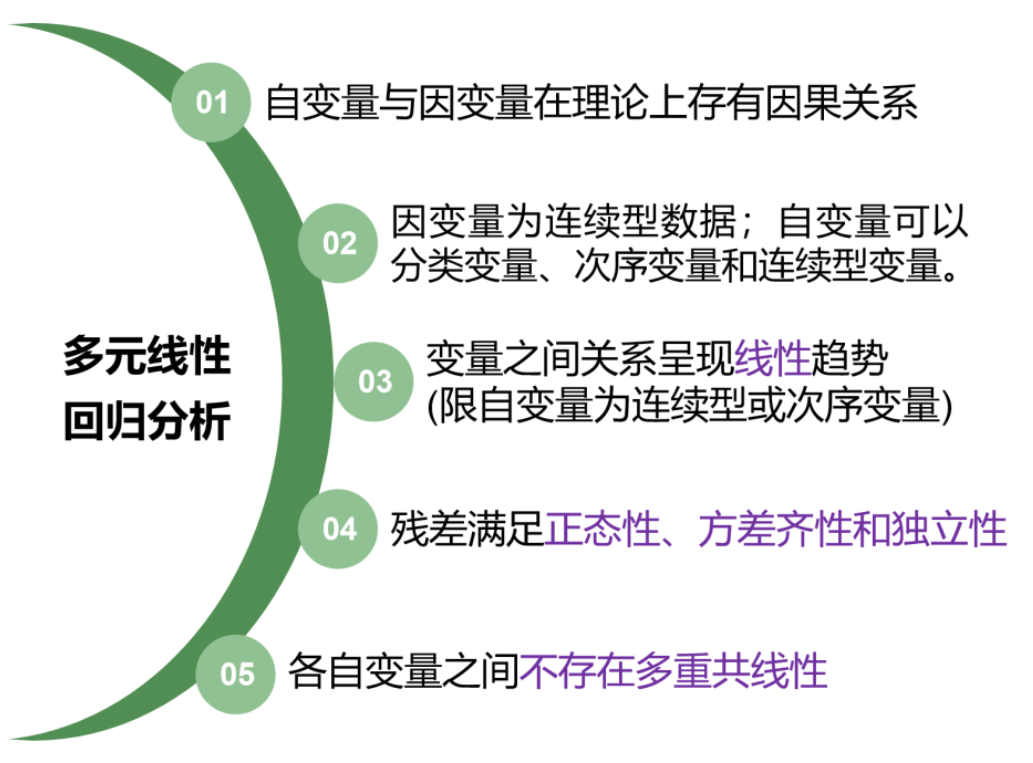 01 自变量与因变量在理论上存有因果关系
02 因变量为连续型数据；自变量可以
分类变量、次序变量和连续型变量。
多元线性
回归分析
03 变量之间关系呈现线性趋势
(限自变量为连续型或次序变量)
04 残差满足正态性、方差齐性和独立性
05 各自变量之间不存在多重共线性